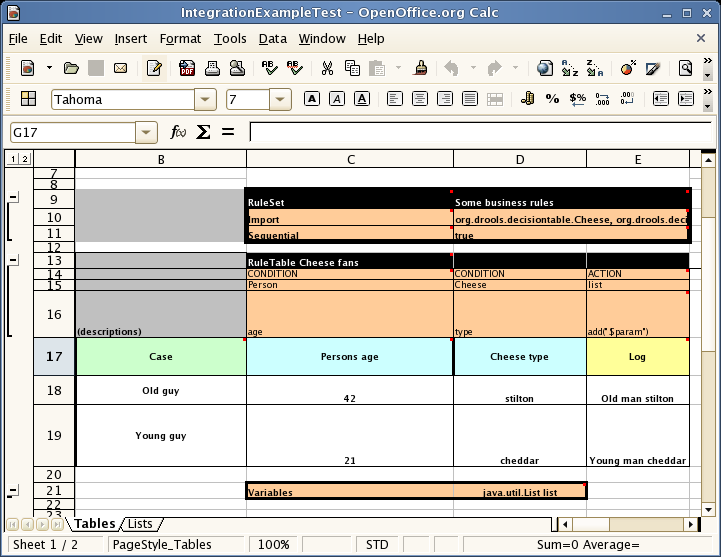 IntegrationExampleTest - OpenOffice.org Calc
File Edit View Insert Format Tools Data Window Help
Tahoma 7
G17 f(x) Σ =
1 2 B C D E
7
8
9 RuleSet Some business rules
10 Import org.drools.decisiontable.Cheese, org.drools.deci
11 Sequential true
12
13 RuleTable Cheese fans
14 CONDITION CONDITION ACTION
15 Person Cheese list
16 (descriptions) age type add("$param")
17 Case Persons age Cheese type Log
18 Old guy 42 stilton Old man stilton
19 Young guy 21 cheddar Young man cheddar
20
21 Variables java.util.List list
22
23
Tables Lists
Sheet 1 / 2 PageStyle_Tables 100% STD Sum=0 Average=